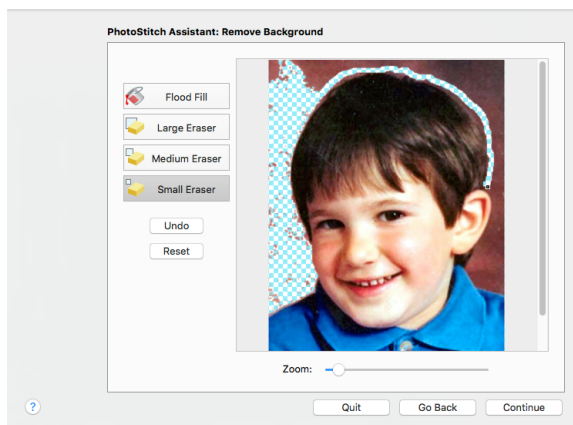 PhotoStitch Assistant: Remove Background
Flood Fill
Large Eraser
Medium Eraser
Small Eraser
Undo
Reset
Zoom:
?
Quit
Go Back
Continue